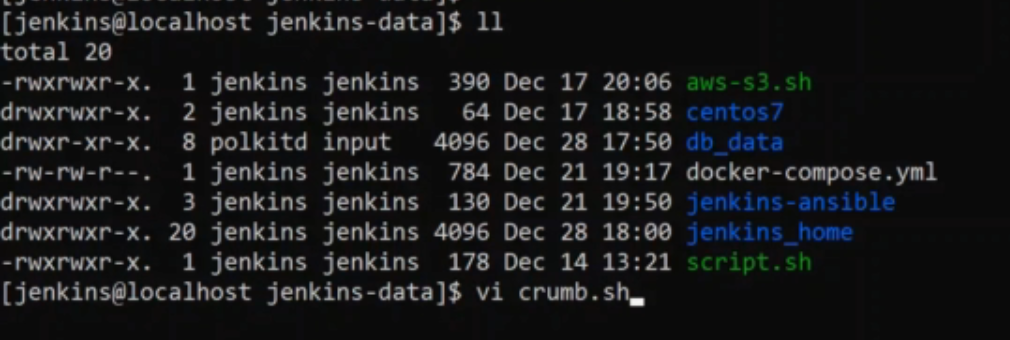 [jenkins@localhost jenkins-data]$
[jenkins@localhost jenkins-data]$ ll
total 20
-rwxrwxr-x. 1 jenkins jenkins 390 Dec 17 20:06 aws-s3.sh
drwxrwxr-x. 2 jenkins jenkins 64 Dec 17 18:58 centos7
drwxr-xr-x. 8 polkitd input 4096 Dec 28 17:50 db_data
-rw-rw-r--. 1 jenkins jenkins 784 Dec 21 19:17 docker-compose.yml
drwxrwxr-x. 3 jenkins jenkins 130 Dec 21 19:50 jenkins-ansible
drwxrwxr-x. 20 jenkins jenkins 4096 Dec 28 18:00 jenkins_home
-rwxrwxr-x. 1 jenkins jenkins 178 Dec 14 13:21 script.sh
[jenkins@localhost jenkins-data]$ vi crumb.sh